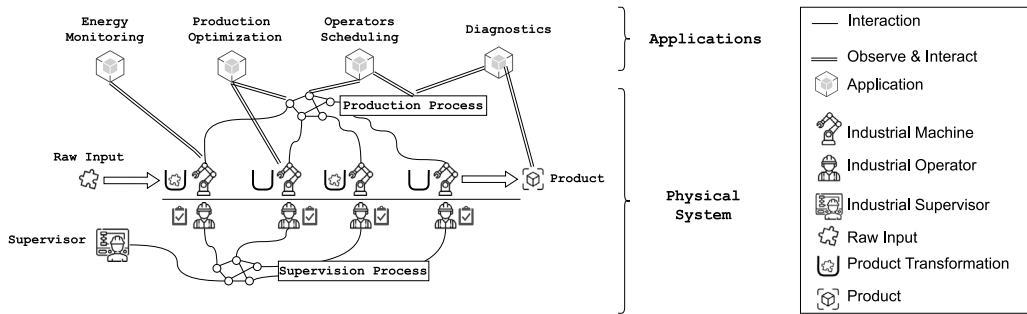 Energy
Monitoring
Production
Optimization
Operators
Scheduling
Diagnostics
Applications
Production Process
Raw Input
Product
Physical
System
Supervisor
Supervision Process
Interaction
Observe & Interact
Application
Industrial Machine
Industrial Operator
Industrial Supervisor
Raw Input
Product Transformation
Product